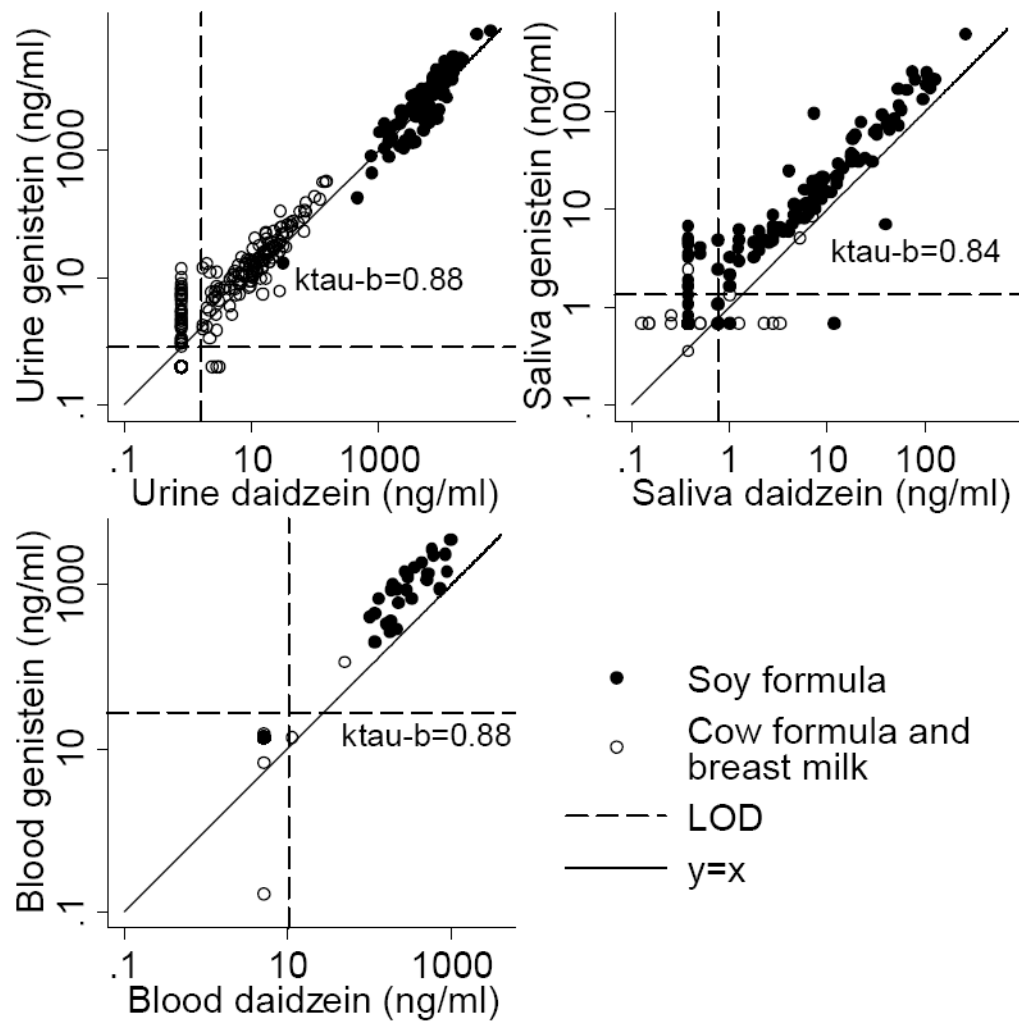 Urine genistein (ng/ml)
1000
10
.1
ktau-b=0.88
.1
10
1000
Urine daidzein (ng/ml)
Saliva genistein (ng/ml)
100
10
1
.1
ktau-b=0.84
.1
1
10
100
Saliva daidzein (ng/ml)
Blood genistein (ng/ml)
1000
10
.1
ktau-b=0.88
.1
10
1000
Blood daidzein (ng/ml)
Soy formula
Cow formula and
breast milk
LOD
y=x